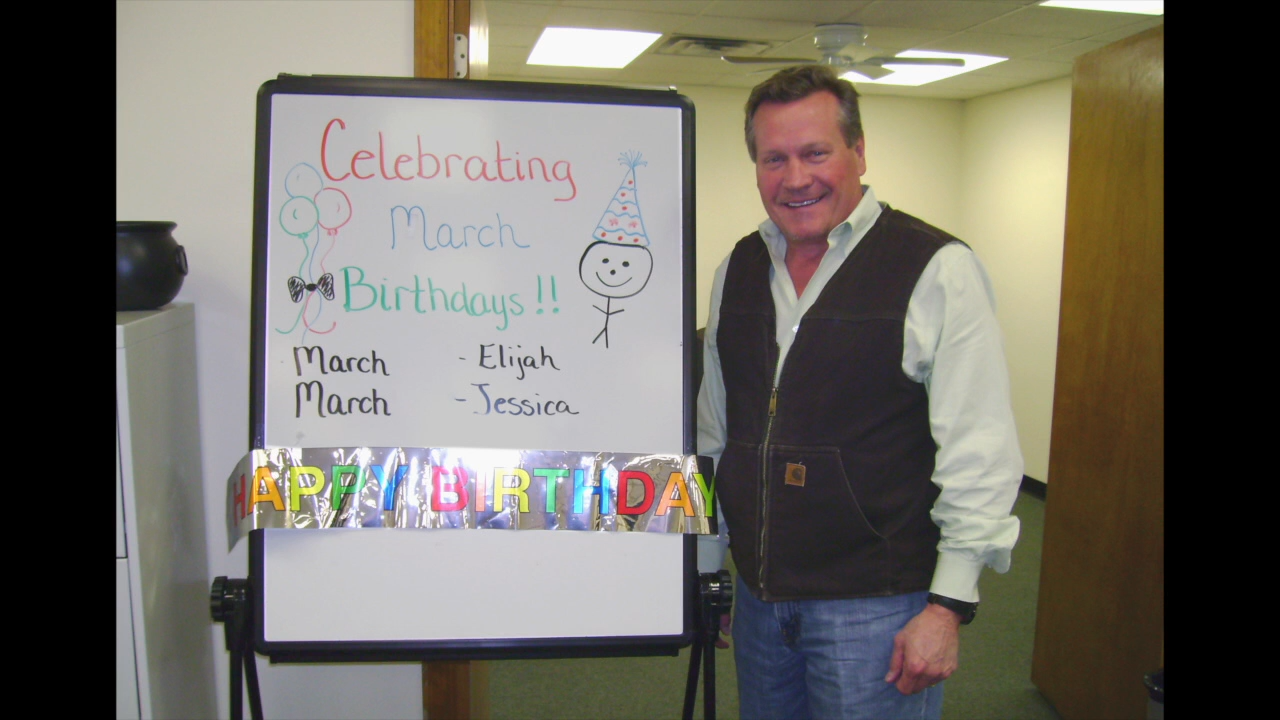 Celebrating
March
Birthdays !!
March - Elijah
March - Jessica
HAPPY BIRTHDAY